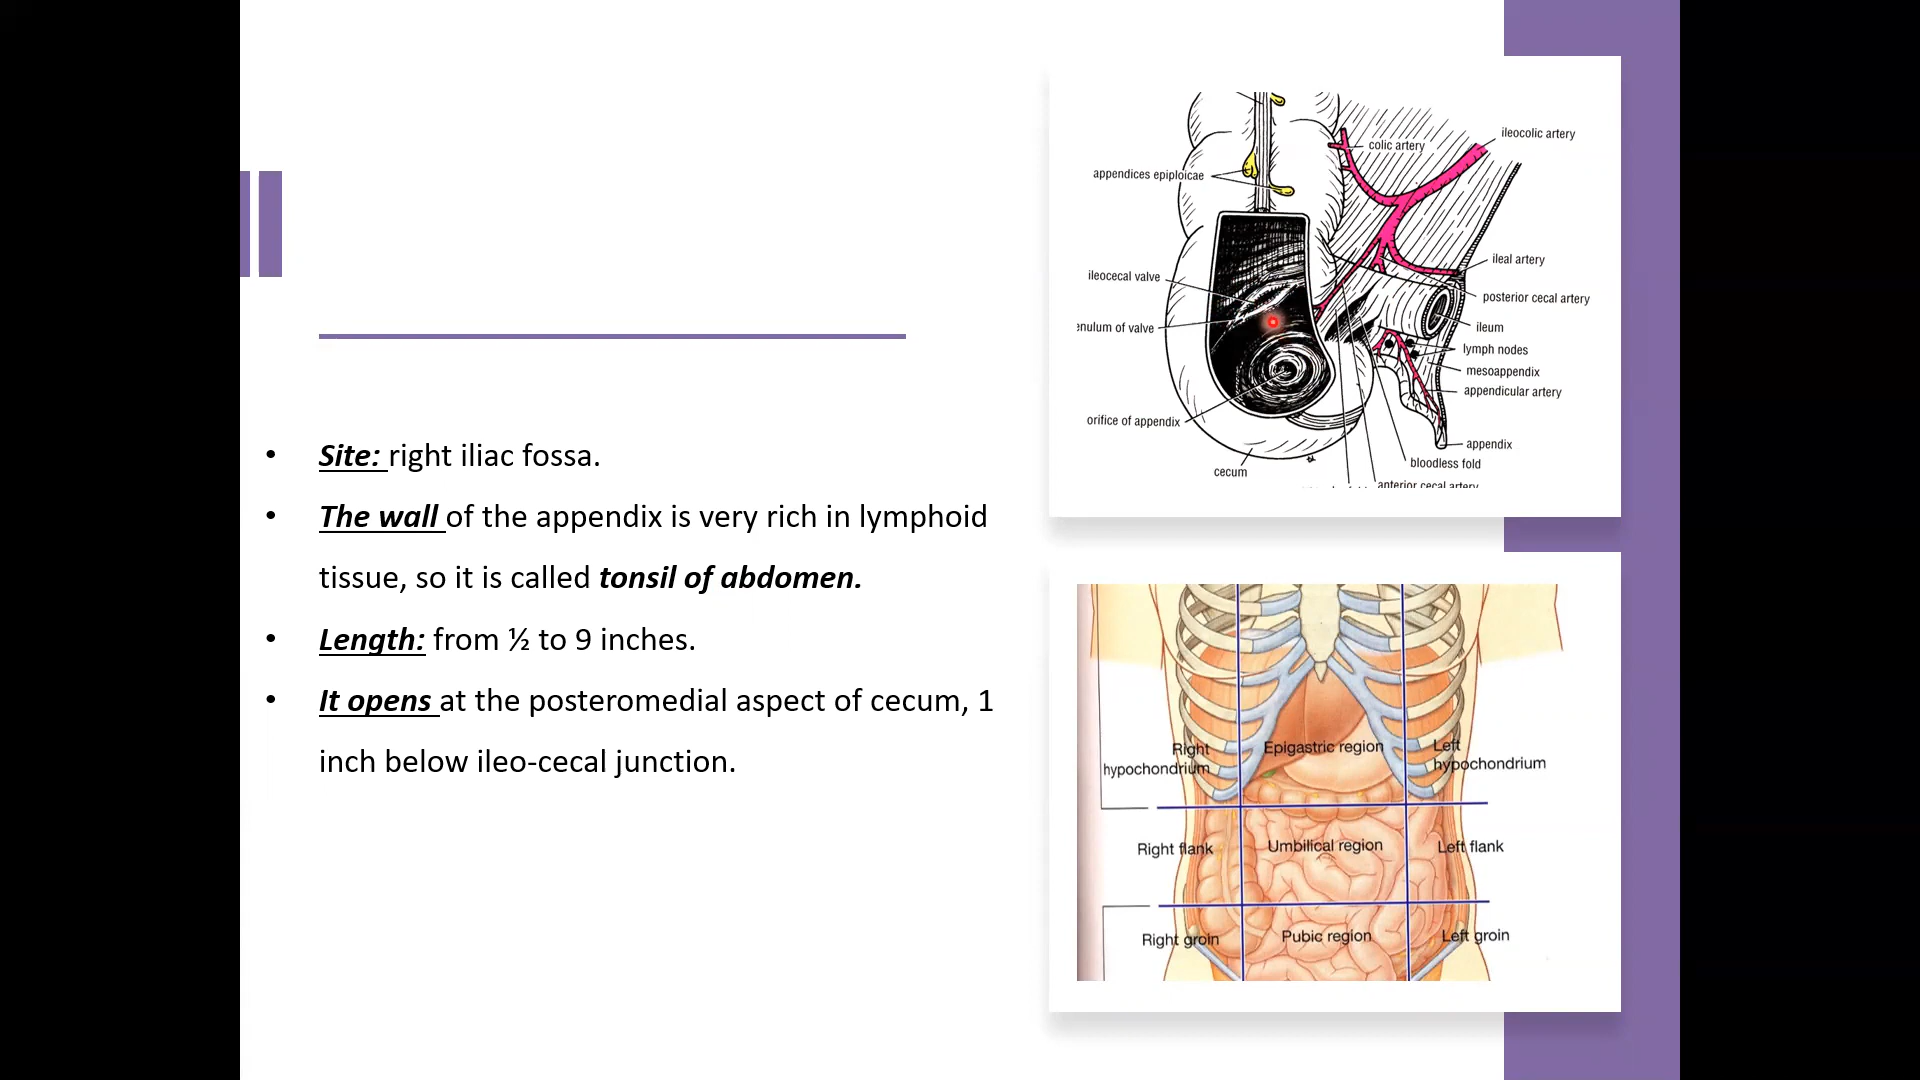 • Site: right iliac fossa.
• The wall of the appendix is very rich in lymphoid
tissue, so it is called tonsil of abdomen.
• Length: from ½ to 9 inches.
• It opens at the posteromedial aspect of cecum, 1
inch below ileo-cecal junction.
ileocolic artery
colic artery
appendices epiploicae
ileal artery
ileocecal valve
posterior cecal artery
enulum of valve
ileum
lymph nodes
mesoappendix
appendicular artery
orifice of appendix
appendix
bloodless fold
cecum
anterior cecal artery
Right
hypochondrium
Epigastric region
Left
hypochondrium
Right flank
Umbilical region
Left flank
Right groin
Pubic region
Left groin